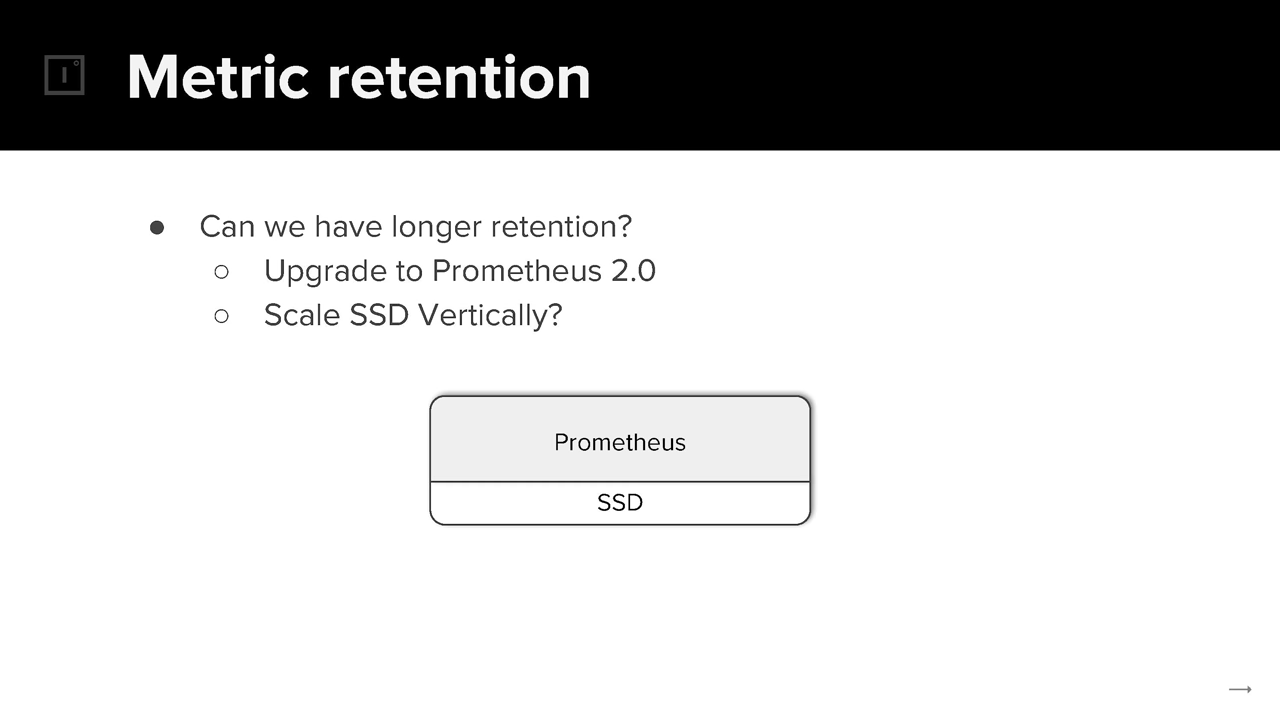 Metric retention
● Can we have longer retention?
○ Upgrade to Prometheus 2.0
○ Scale SSD Vertically?
Prometheus
SSD
→